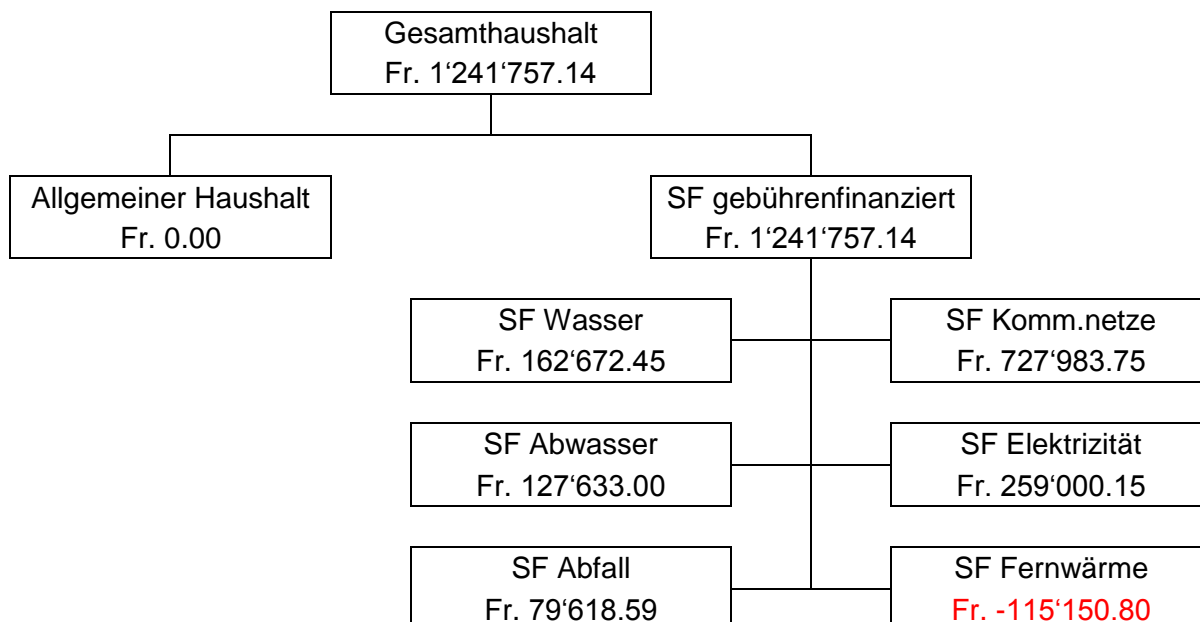 Gesamthaushalt
Fr. 1‘241‘757.14
Allgemeiner Haushalt
Fr. 0.00
SF gebührenfinanziert
Fr. 1‘241‘757.14
SF Wasser
Fr. 162‘672.45
SF Komm.netze
Fr. 727‘983.75
SF Abwasser
Fr. 127‘633.00
SF Elektrizität
Fr. 259‘000.15
SF Abfall
Fr. 79‘618.59
SF Fernwärme
Fr. -115‘150.80